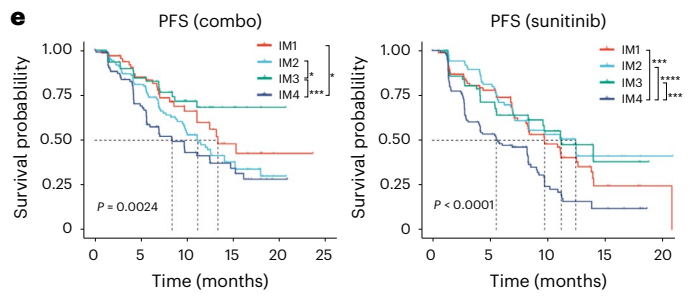 e
PFS (combo)
Survival probability
1.00
0.75
0.50
0.25
0
IM1
IM2
IM3
IM4
*
***
*
P = 0.0024
0 5 10 15 20 25
Time (months)
PFS (sunitinib)
Survival probability
1.00
0.75
0.50
0.25
0
IM1
IM2
IM3
IM4
***
****
***
P < 0.0001
0 5 10 15 20
Time (months)